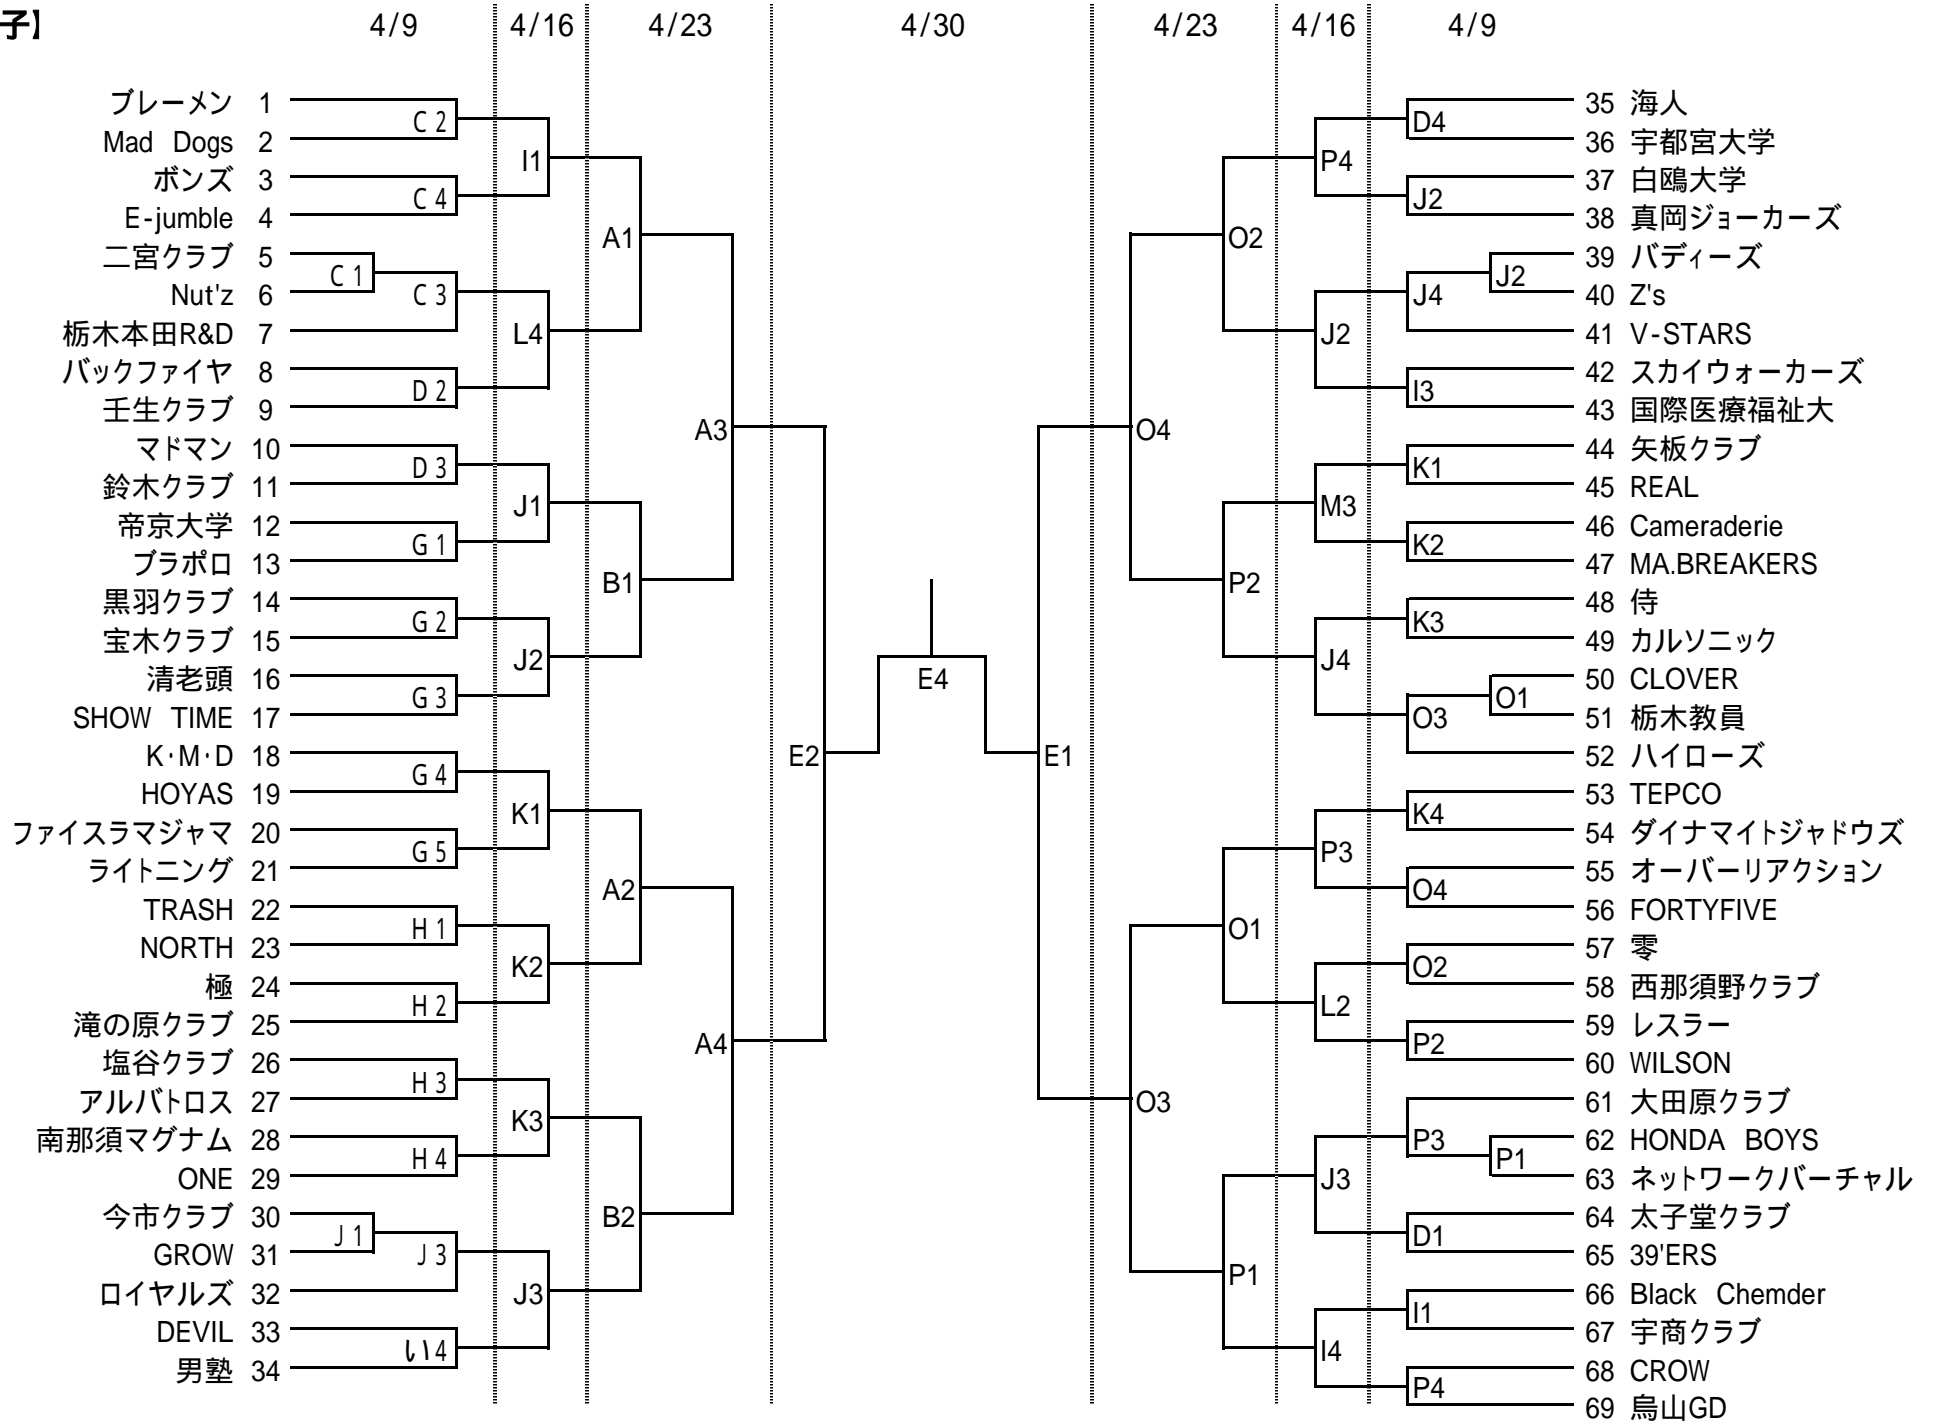 子】 4/9 4/16 4/23 4/30 4/23 4/16 4/9
ブレーメン 1
C2
Mad Dogs 2
I1
ボンズ 3
C4
E-jumble 4
A1
二宮クラブ 5
C1
Nut'z 6
C3
栃木本田R&D 7
L4
バックファイヤ 8
D2
壬生クラブ 9
A3
マドマン 10
D3
鈴木クラブ 11
J1
帝京大学 12
G1
ブラポロ 13
B1
黒羽クラブ 14
G2
宝木クラブ 15
J2
清老頭 16
G3
SHOW TIME 17
E2
K・M・D 18
G4
HOYAS 19
K1
ファイスラマジャマ 20
G5
ライトニング 21
A2
TRASH 22
H1
NORTH 23
K2
極 24
H2
滝の原クラブ 25
A4
塩谷クラブ 26
H3
アルバトロス 27
K3
南那須マグナム 28
H4
ONE 29
B2
今市クラブ 30
J1
GROW 31
J3
ロイヤルズ 32
J3
DEVIL 33
い4
男塾 34
E4
35 海人
D4
36 宇都宮大学
P4
37 白鴎大学
J2
38 真岡ジョーカーズ
O2
39 バディーズ
J2
40 Z's
J4
41 V-STARS
J2
42 スカイウォーカーズ
I3
43 国際医療福祉大
O4
44 矢板クラブ
K1
45 REAL
M3
46 Cameraderie
K2
47 MA.BREAKERS
P2
48 侍
K3
49 カルソニック
J4
50 CLOVER
O1
51 栃木教員
O3
52 ハイローズ
E1
53 TEPCO
K4
54 ダイナマイトジャドウズ
P3
55 オーバーリアクション
O4
56 FORTYFIVE
O1
57 零
O2
58 西那須野クラブ
L2
59 レスラー
P2
60 WILSON
O3
61 大田原クラブ
P3
62 HONDA BOYS
P1
63 ネットワークバーチャル
J3
64 太子堂クラブ
D1
65 39'ERS
P1
66 Black Chemder
I1
67 宇商クラブ
I4
68 CROW
P4
69 烏山GD